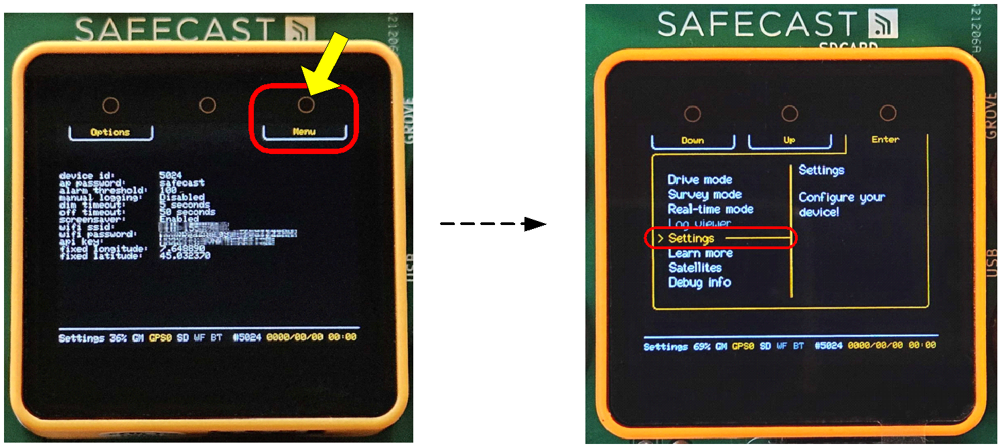 SAFECAST
Options
Menu
device id: 5024
ap password: safecast
alarm threshold: 100
manual logging: Disabled
dim timeout: 5 seconds
off timeout: 50 seconds
screensaver: Enabled
wifi ssid:
wifi password:
api key:
fixed longitude: 7.648890
fixed latitude: 45.032370
Settings 36% GM GPS0 SD WF BT #5024 0000/00/00 00:00
GROVE
USB
SAFECAST
SDCARD
Down
Up
Enter
Drive mode
Survey mode
Real-time mode
Log viewer
> Settings
Learn more
Satellites
Debug info
Settings
Configure your
device!
Settings 69% GM GPS0 SD WF BT #5024 0000/00/00 00:00
21206A
GROVE
USB